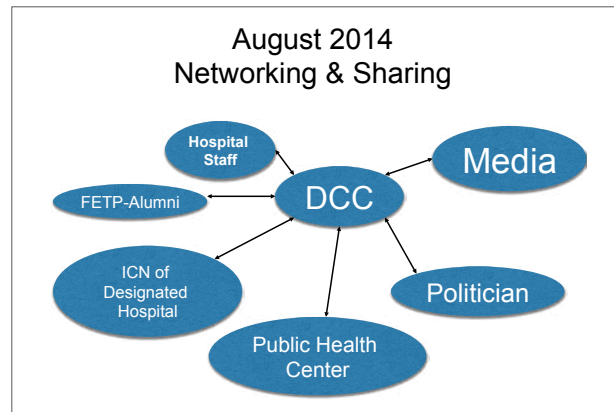 August 2014
Networking & Sharing
Hospital
Staff
Media
DCC
FETP-Alumni
ICN of
Designated
Hospital
Politician
Public Health
Center